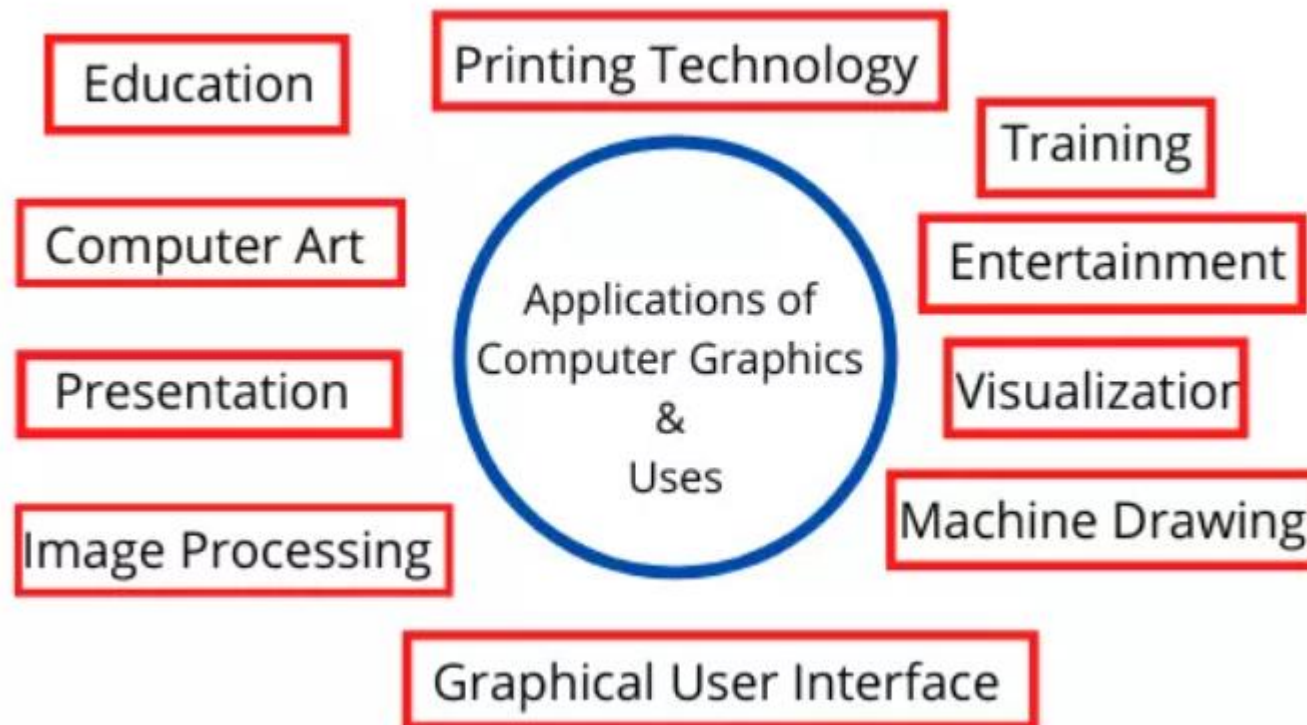 Education
Printing Technology
Training
Computer Art
Entertainment
Applications of
Computer Graphics
&
Uses
Presentation
Visualization
Image Processing
Machine Drawing
Graphical User Interface